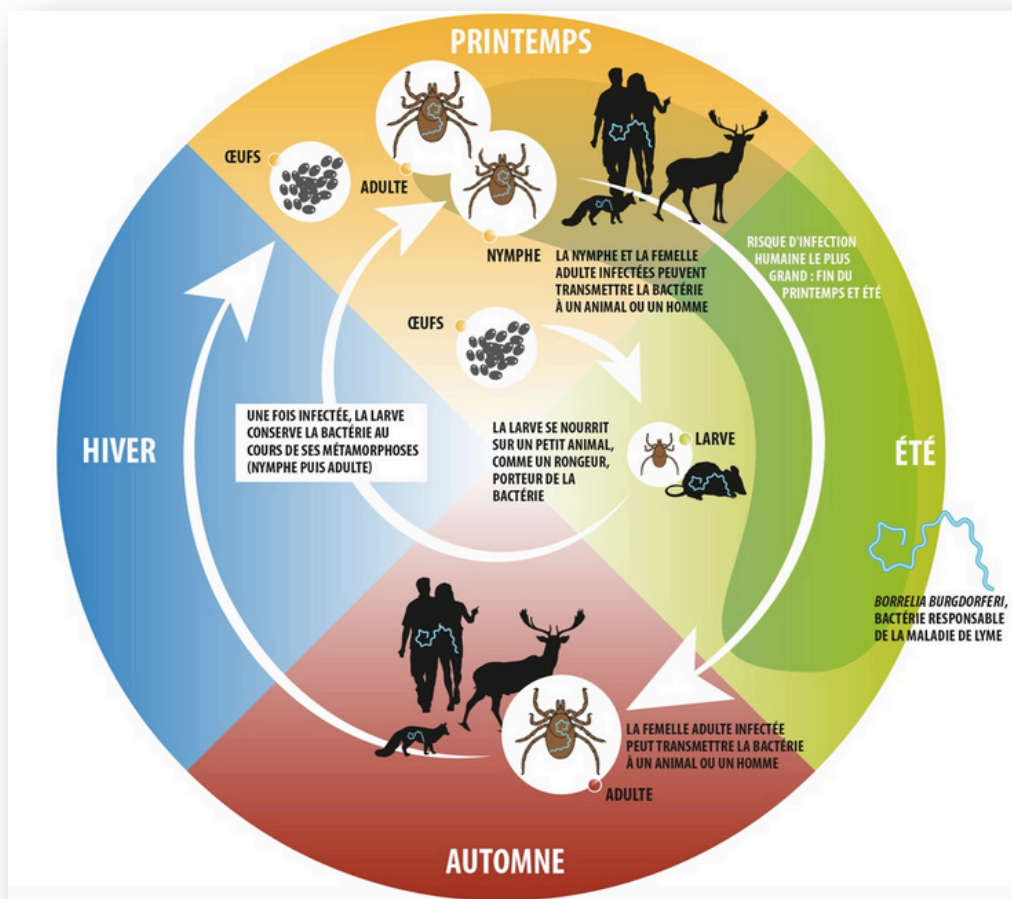 PRINTEMPS
ŒUFS
ADULTE
NYMPHE
LA NYMPHE ET LA FEMELLE
ADULTE INFECTÉES PEUVENT
TRANSMETTRE LA BACTÉRIE
À UN ANIMAL OU UN HOMME
RISQUE D'INFECTION
HUMAINE LE PLUS
GRAND : FIN DU
PRINTEMPS ET ÉTÉ
ŒUFS
HIVER
UNE FOIS INFECTÉE, LA LARVE
CONSERVE LA BACTÉRIE AU
COURS DE SES MÉTAMORPHOSES
(NYMPHE PUIS ADULTE)
LA LARVE SE NOURRIT
SUR UN PETIT ANIMAL,
COMME UN RONGEUR,
PORTEUR DE LA
BACTÉRIE
LARVE
ÉTÉ
BORRELIA BURGDORFERI,
BACTÉRIE RESPONSABLE
DE LA MALADIE DE LYME
LA FEMELLE ADULTE INFECTÉE
PEUT TRANSMETTRE LA BACTÉRIE
À UN ANIMAL OU UN HOMME
ADULTE
AUTOMNE